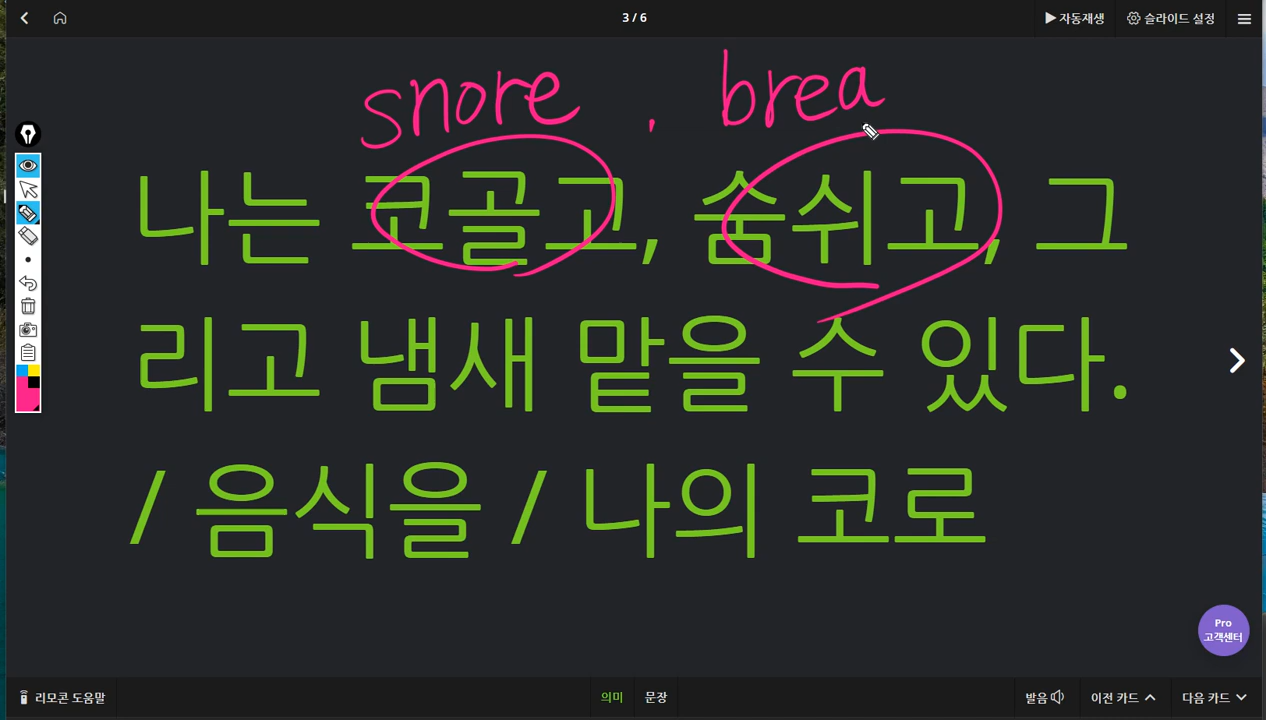 3 / 6
자동재생
슬라이드 설정
snore , brea
나는 코골고, 숨쉬고, 그
리고 냄새 맡을 수 있다.
/ 음식을 / 나의 코로
Pro
고객센터
리모콘 도움말
의미
문장
발음
이전 카드
다음 카드